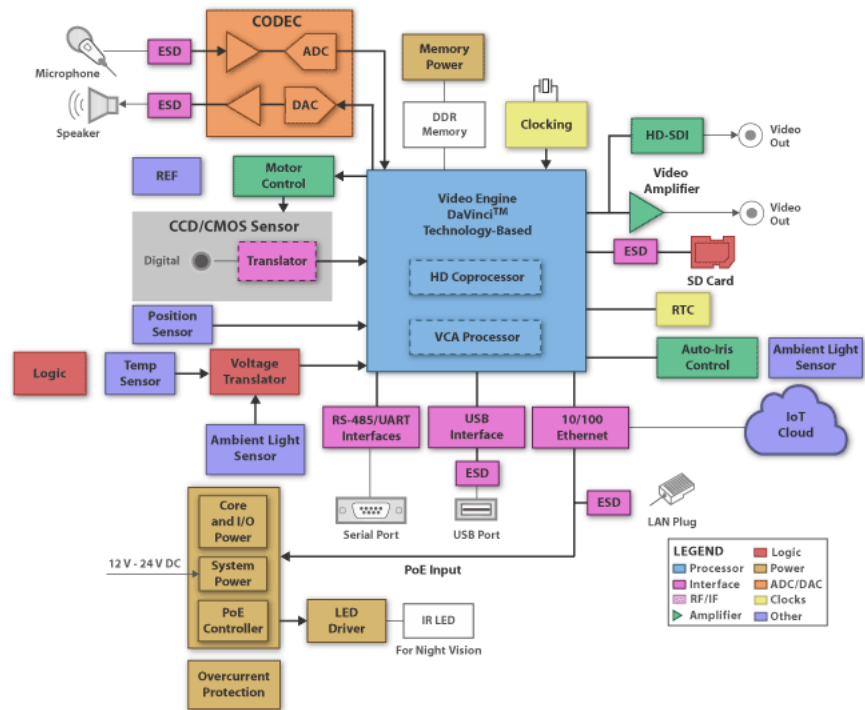 CODEC
ESD
ADC
Microphone
ESD
DAC
Speaker
Memory
Power
DDR
Memory
Clocking
HD-SDI
Video
Out
Video
Amplifier
Video
Out
REF
Motor
Control
Video Engine
DaVinci™
Technology-Based
HD Coprocessor
VCA Processor
CCD/CMOS Sensor
Digital
Translator
ESD
SD Card
Position
Sensor
RTC
Logic
Temp
Sensor
Voltage
Translator
Auto-Iris
Control
Ambient Light
Sensor
Ambient Light
Sensor
RS-485/UART
Interfaces
USB
Interface
10/100
Ethernet
IoT
Cloud
ESD
ESD
LAN Plug
Serial Port
USB Port
Core
and I/O
Power
12 V - 24 V DC
System
Power
PoE Input
PoE
Controller
LED
Driver
IR LED
For Night Vision
Overcurrent
Protection
LEGEND
Processor
Interface
RF/IF
Amplifier
Logic
Power
ADC/DAC
Clocks
Other